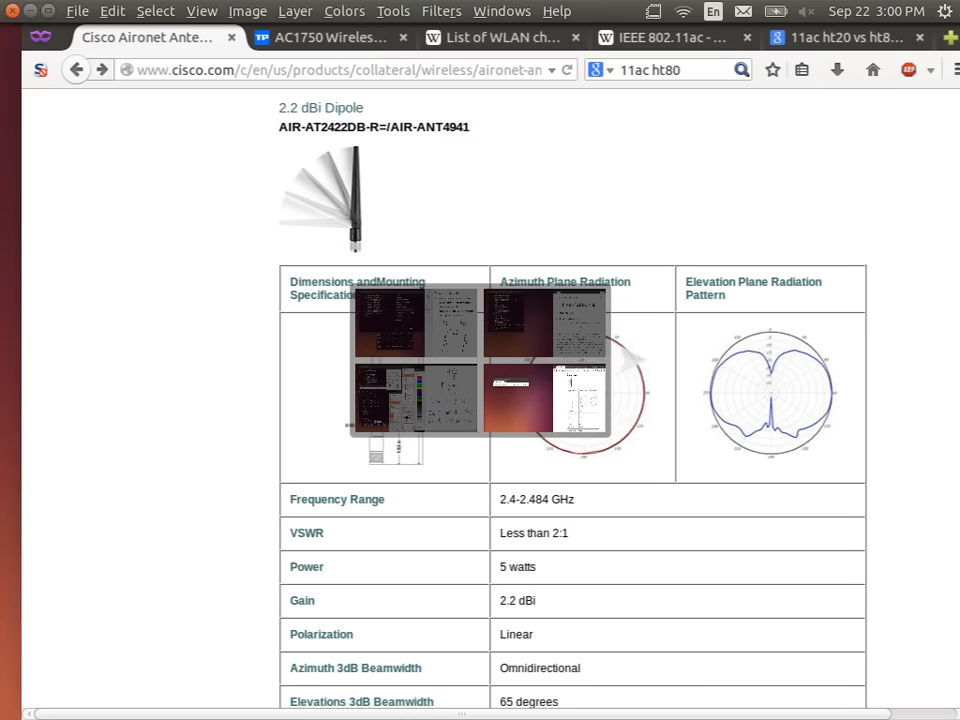 File Edit Select View Image Layer Colors Tools Filters Windows Help En Sep 22 3:00 PM
Cisco Aironet Ante... AC1750 Wireles... List of WLAN ch... IEEE 802.11ac - ... 11ac ht20 vs ht8...
www.cisco.com/c/en/us/products/collateral/wireless/aironet-an 11ac ht80 ABP
2.2 dBi Dipole
AIR-AT2422DB-R=/AIR-ANT4941
Dimensions andMounting Azimuth Plane Radiation Elevation Plane Radiation
Pattern
Frequency Range 2.4-2.484 GHz
VSWR Less than 2:1
Power 5 watts
Gain 2.2 dBi
Polarization Linear
Azimuth 3dB Beamwidth Omnidirectional
Elevations 3dB Beamwidth 65 degrees